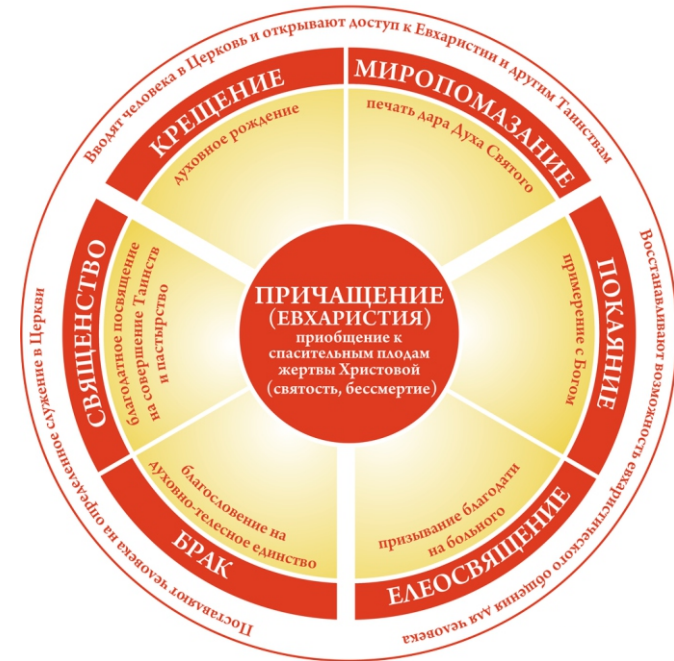 Вводят человека в Церковь и открывают доступ к Евхаристии и другим Таинствам
КРЕЩЕНИЕ
духовное рождение
МИРОПОМАЗАНИЕ
печать дара Духа Святого
Восстанавливают возможность евхаристического общения для человека
ПОКАЯНИЕ
примерение с Богом
ЕЛЕОСВЯЩЕНИЕ
призывание благодати
на больного
Поставляют человека на определенное служение в Церкви
БРАК
благословение на
духовно-телесное единство
СВЯЩЕНСТВО
благодатное посвящение
на совершение Таинств
и пастырство
ПРИЧАЩЕНИЕ
(ЕВХАРИСТИЯ)
приобщение к
спасительным плодам
жертвы Христовой
(святость, бессмертие)